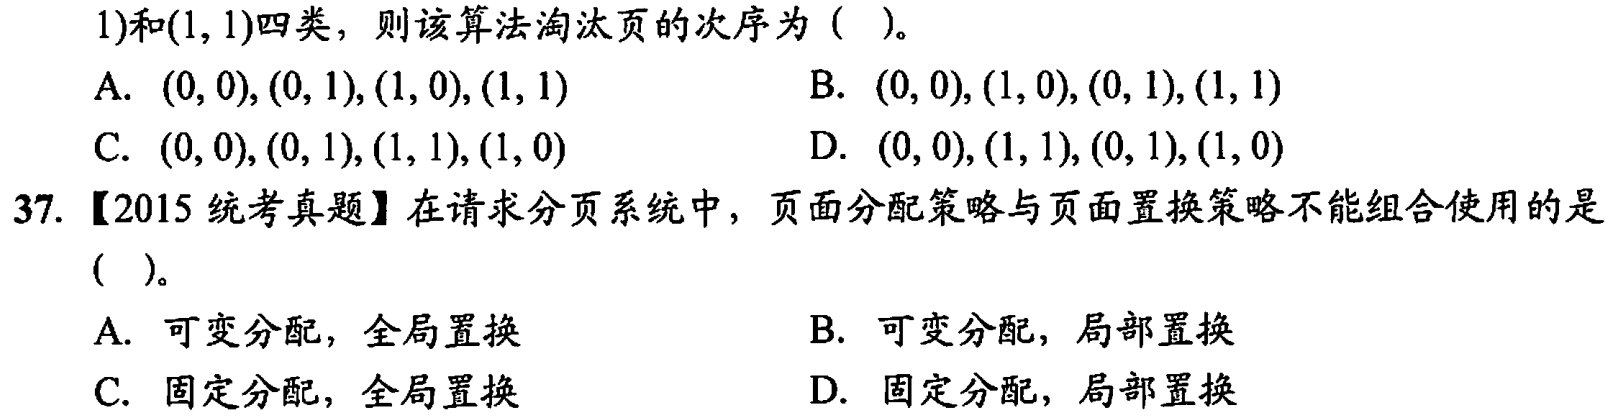 1)和(1, 1)四类，则该算法淘汰页的次序为（ ）。
A. (0, 0), (0, 1), (1, 0), (1, 1) B. (0, 0), (1, 0), (0, 1), (1, 1)
C. (0, 0), (0, 1), (1, 1), (1, 0) D. (0, 0), (1, 1), (0, 1), (1, 0)
37.【2015 统考真题】在请求分页系统中，页面分配策略与页面置换策略不能组合使用的是
（ ）。
A. 可变分配，全局置换 B. 可变分配，局部置换
C. 固定分配，全局置换 D. 固定分配，局部置换